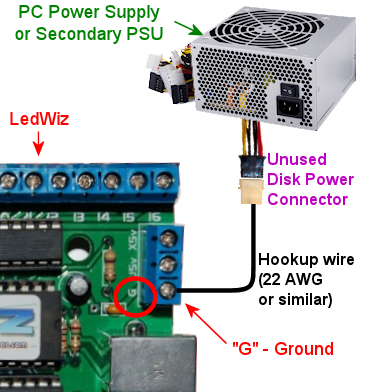 PC Power Supply
or Secondary PSU
LedWiz
Unused
Disk Power
Connector
13 14 15 16
X5v
G
Hookup wire
(22 AWG
or similar)
"G" - Ground